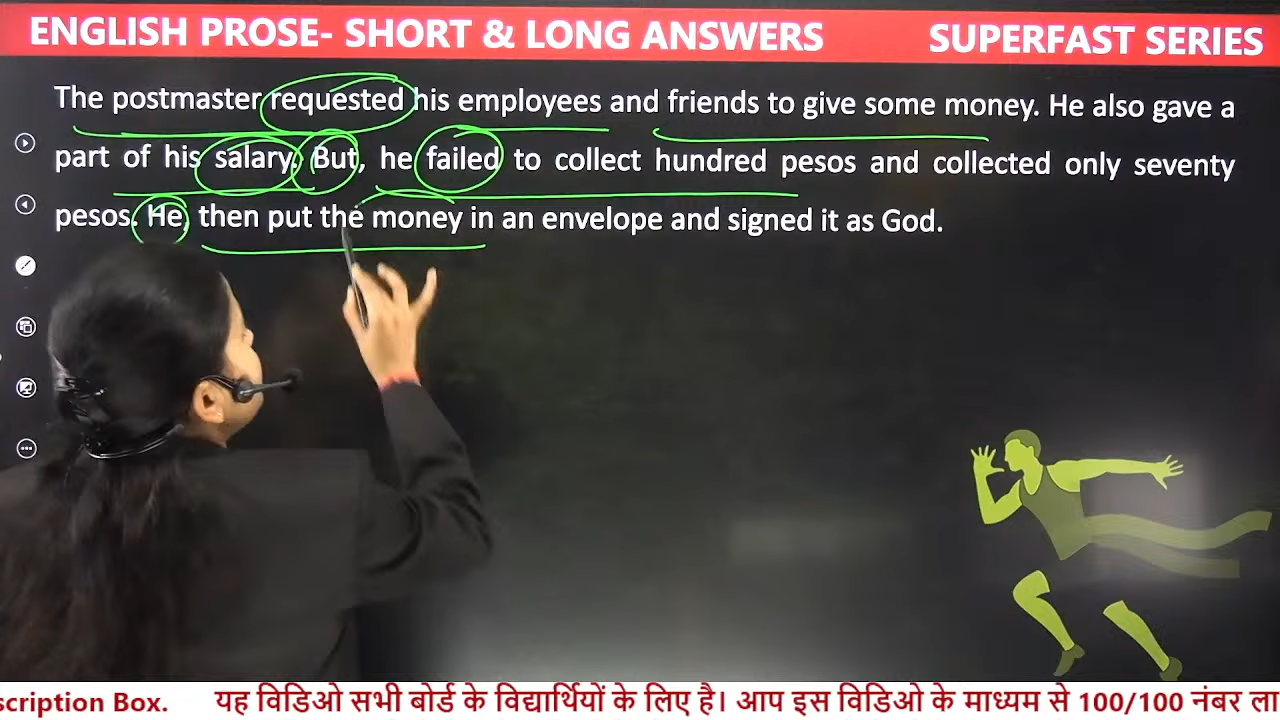 ENGLISH PROSE- SHORT & LONG ANSWERS SUPERFAST SERIES
The postmaster requested his employees and friends to give some money. He also gave a
part of his salary. But, he failed to collect hundred pesos and collected only seventy
pesos. He, then put the money in an envelope and signed it as God.
scription Box. यह विडिओ सभी बोर्ड के विद्यार्थियों के लिए है। आप इस विडिओ के माध्यम से 100/100 नंबर ला